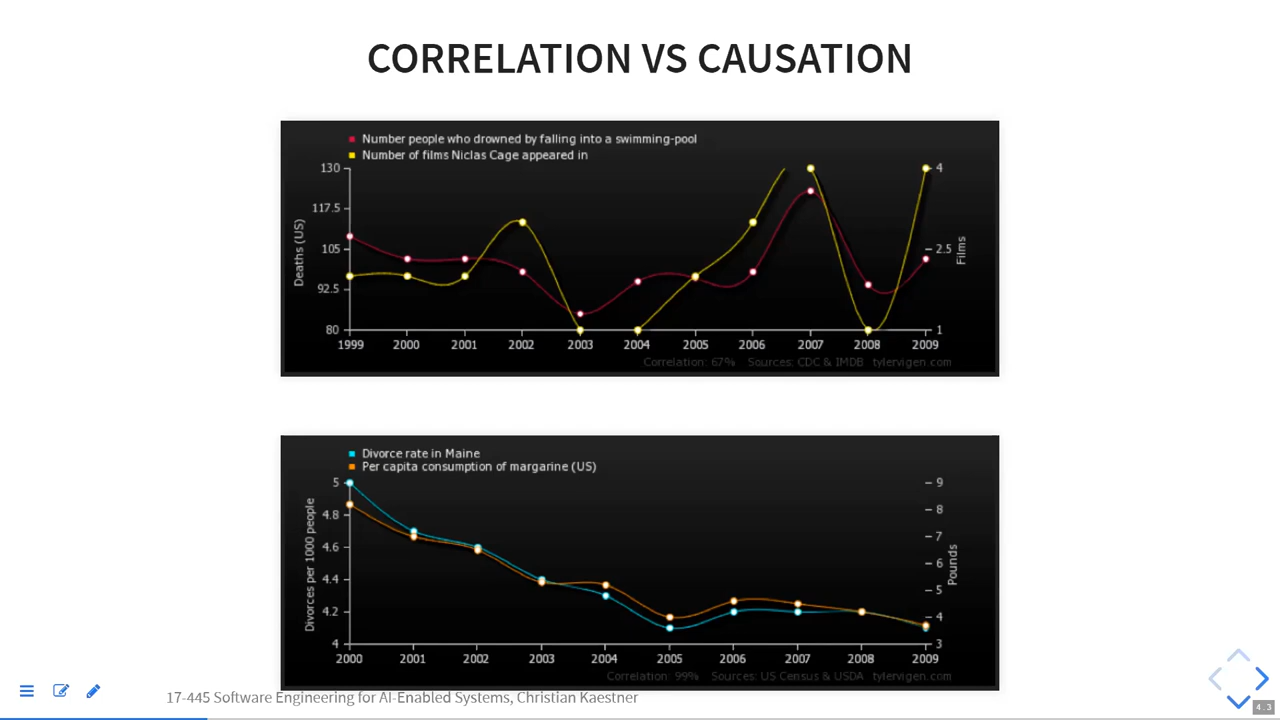 CORRELATION VS CAUSATION
Number people who drowned by falling into a swimming-pool
Number of films Niclas Cage appeared in
130
117.5
105
92.5
80
Deaths (US)
4
2.5
1
Films
1999 2000 2001 2002 2003 2004 2005 2006 2007 2008 2009
Correlation: 67% Sources: CDC & IMDB tylervigen.com
Divorce rate in Maine
Per capita consumption of margarine (US)
5
4.8
4.6
4.4
4.2
4
Divorces per 1000 people
9
8
7
6
5
4
3
Pounds
2000 2001 2002 2003 2004 2005 2006 2007 2008 2009
Correlation: 99% Sources: US Census & USDA tylervigen.com
17-445 Software Engineering for AI-Enabled Systems, Christian Kaestner
4.3